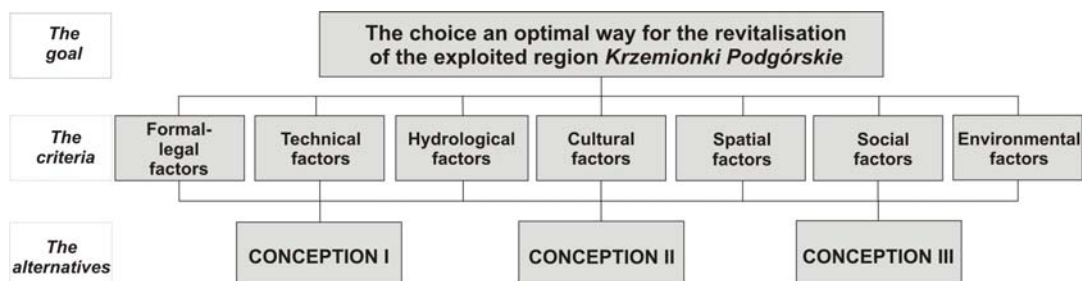 The
goal
The choice an optimal way for the revitalisation
of the exploited region Krzemionki Podgórskie
The
criteria
Formal-
legal
factors
Technical
factors
Hydrological
factors
Cultural
factors
Spatial
factors
Social
factors
Environmental
factors
The
alternatives
CONCEPTION I
CONCEPTION II
CONCEPTION III